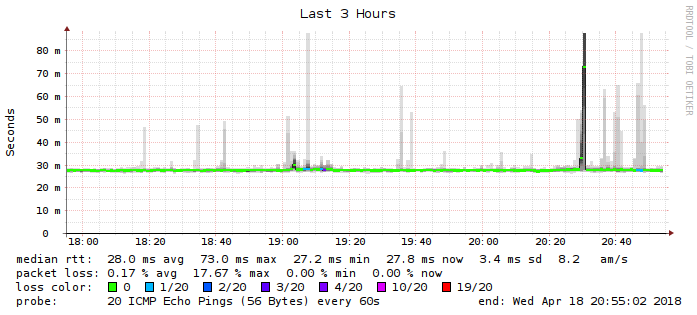 Last 3 Hours
RRDTOOL / TOBI OETIKER
Seconds
80 m
70 m
60 m
50 m
40 m
30 m
20 m
10 m
0
18:00 18:20 18:40 19:00 19:20 19:40 20:00 20:20 20:40
median rtt: 28.0 ms avg 73.0 ms max 27.2 ms min 27.8 ms now 3.4 ms sd 8.2 am/s
packet loss: 0.17 % avg 17.67 % max 0.00 % min 0.00 % now
loss color: 0 1/20 2/20 3/20 4/20 10/20 19/20
probe: 20 ICMP Echo Pings (56 Bytes) every 60s end: Wed Apr 18 20:55:02 2018